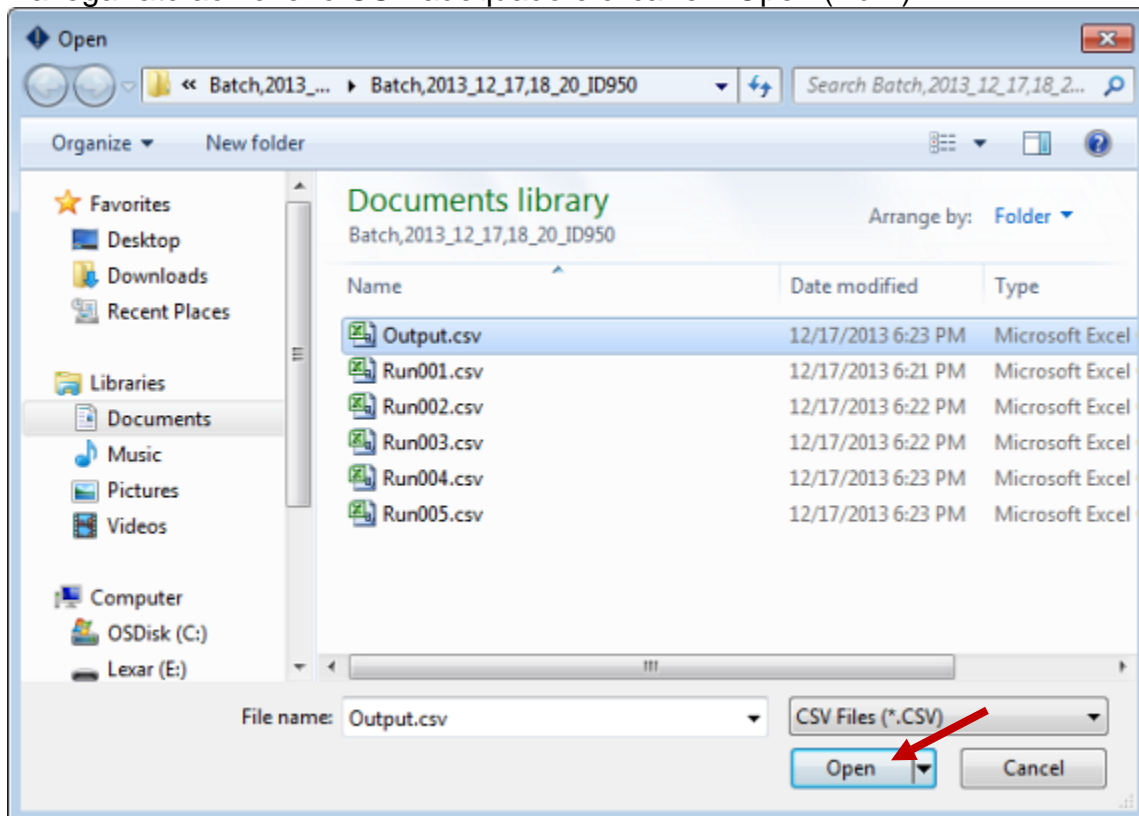 Open
« Batch,2013_... ▸ Batch,2013_12_17,18_20_ID950
Search Batch,2013_12_17,18_2...
Organize ▼ New folder
Favorites
Desktop
Downloads
Recent Places
Libraries
Documents
Music
Pictures
Videos
Computer
OSDisk (C:)
Lexar (E:)
Documents library
Batch,2013_12_17,18_20_ID950
Arrange by: Folder ▼
Name Date modified Type
Output.csv 12/17/2013 6:23 PM Microsoft Excel
Run001.csv 12/17/2013 6:21 PM Microsoft Excel
Run002.csv 12/17/2013 6:22 PM Microsoft Excel
Run003.csv 12/17/2013 6:22 PM Microsoft Excel
Run004.csv 12/17/2013 6:23 PM Microsoft Excel
Run005.csv 12/17/2013 6:23 PM Microsoft Excel
File name: Output.csv
CSV Files (*.CSV)
Open Cancel